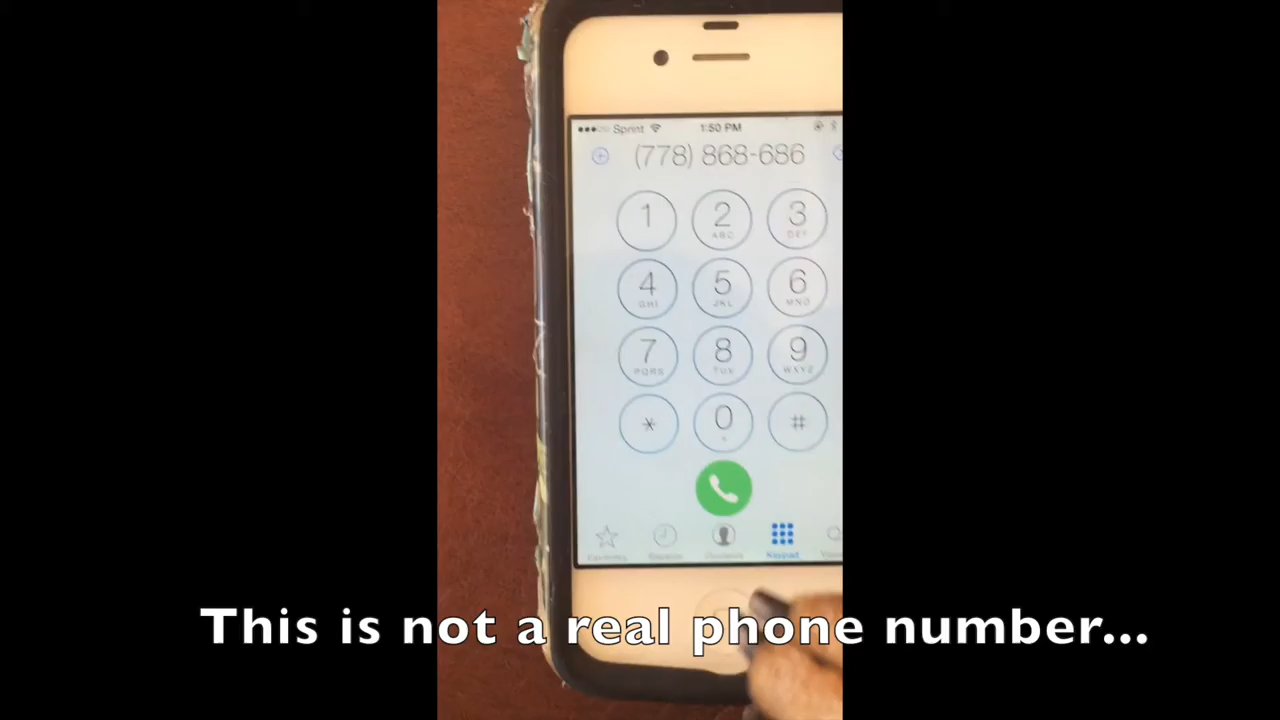 Sprint 1:50 PM
(778) 868-686
1 2 3
ABC DEF
4 5 6
GHI JKL MNO
7 8 9
PQRS TUV WXYZ
* 0 #
Keypad
This is not a real phone number...